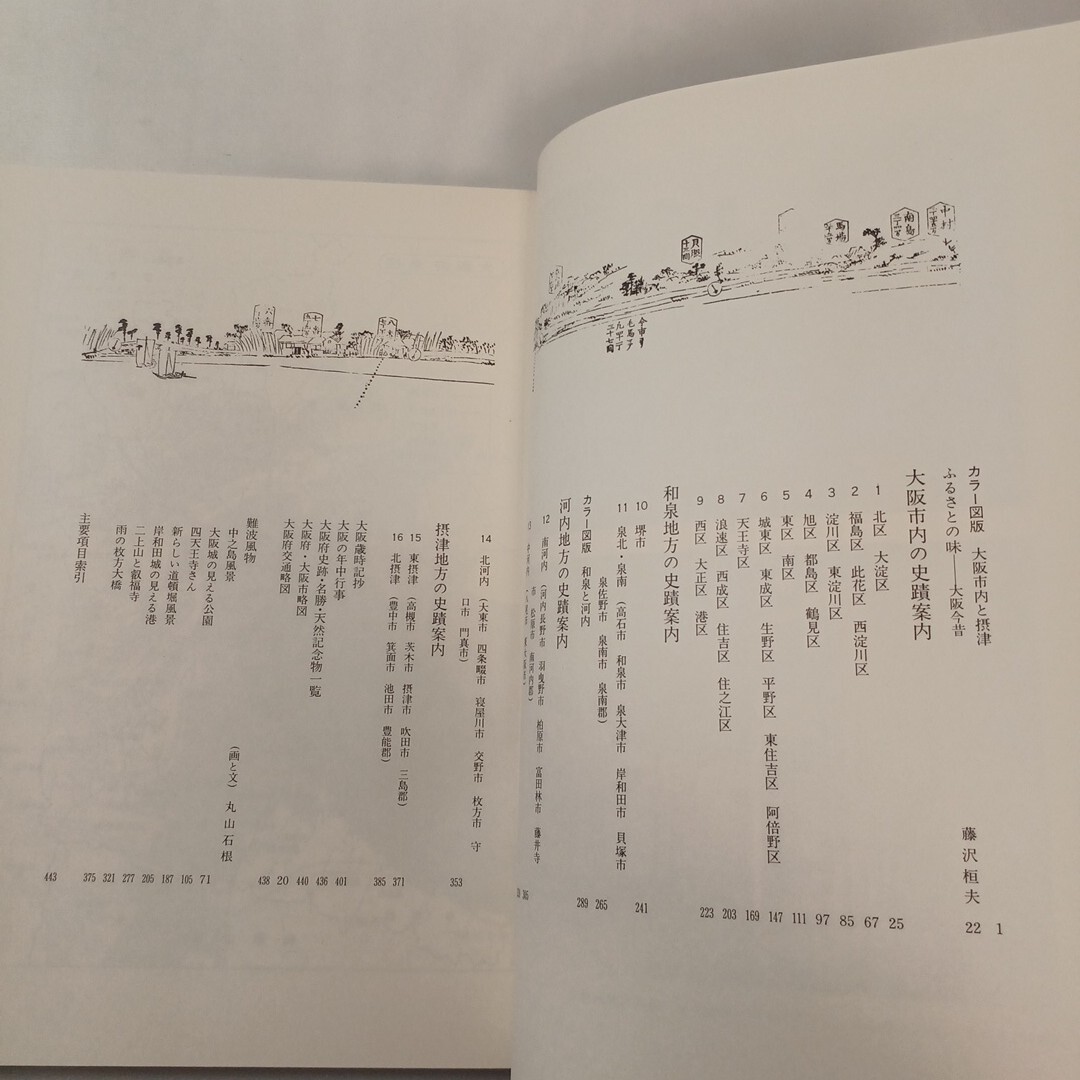 カラー図版 大阪市内と摂津 1
ふるさとの味――大阪今昔 藤沢桓夫 22
大阪市内の史蹟案内
1 北区 大淀区 25
2 福島区 此花区 西淀川区 67
3 淀川区 東淀川区 85
4 旭区 都島区 鶴見区 97
5 東区 南区 111
6 城東区 東成区 生野区 平野区 東住吉区 阿倍野区 147
7 天王寺区 169
8 浪速区 西成区 住吉区 住之江区 203
9 西区 大正区 港区 223
和泉地方の史蹟案内
10 堺市 241
11 泉北・泉南(高石市 和泉市 泉大津市 岸和田市 貝塚市
泉佐野市 泉南市 泉南郡) 265
カラー図版 和泉と河内 289
河内地方の史蹟案内
12 南河内(河内長野市 羽曳野市 柏原市 富田林市 藤井寺
市 松原市 南河内郡)
13
14 北河内(大東市 四条畷市 寝屋川市 交野市 枚方市 守
口市 門真市) 353
摂津地方の史蹟案内
15 東摂津(高槻市 茨木市 摂津市 吹田市 三島郡) 371
16 北摂津(豊中市 箕面市 池田市 豊能郡) 385
大阪歳時記抄 401
大阪の年中行事 436
大阪府史跡・名勝・天然記念物一覧 440
大阪府・大阪市略図 20
大阪府交通略図 438
難波風物 (画と文)丸山石根
中之島風景 71
大阪城の見える公園 105
四天王寺さん 187
新らしい道頓堀風景 205
岸和田城の見える港 277
二上山と叡福寺 321
雨の枚方大橋 375
主要項目索引 443